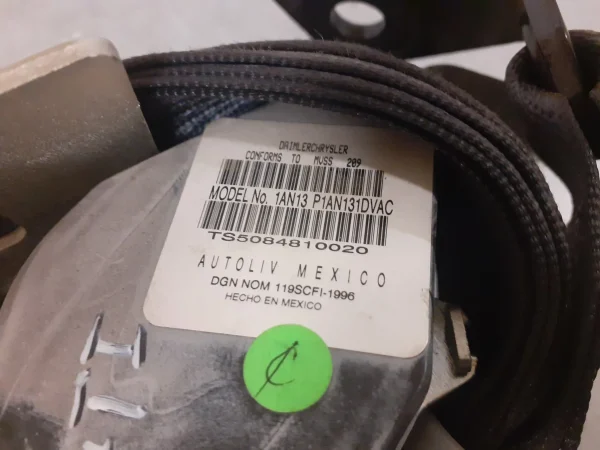 DAIMLERCHRYSLER
CONFORMS TO MVSS 209
MODEL No. 1AN13 P1AN131DVAC
TS5084810020
AUTOLIV MEXICO
DGN NOM 119SCFI-1996
HECHO EN MEXICO